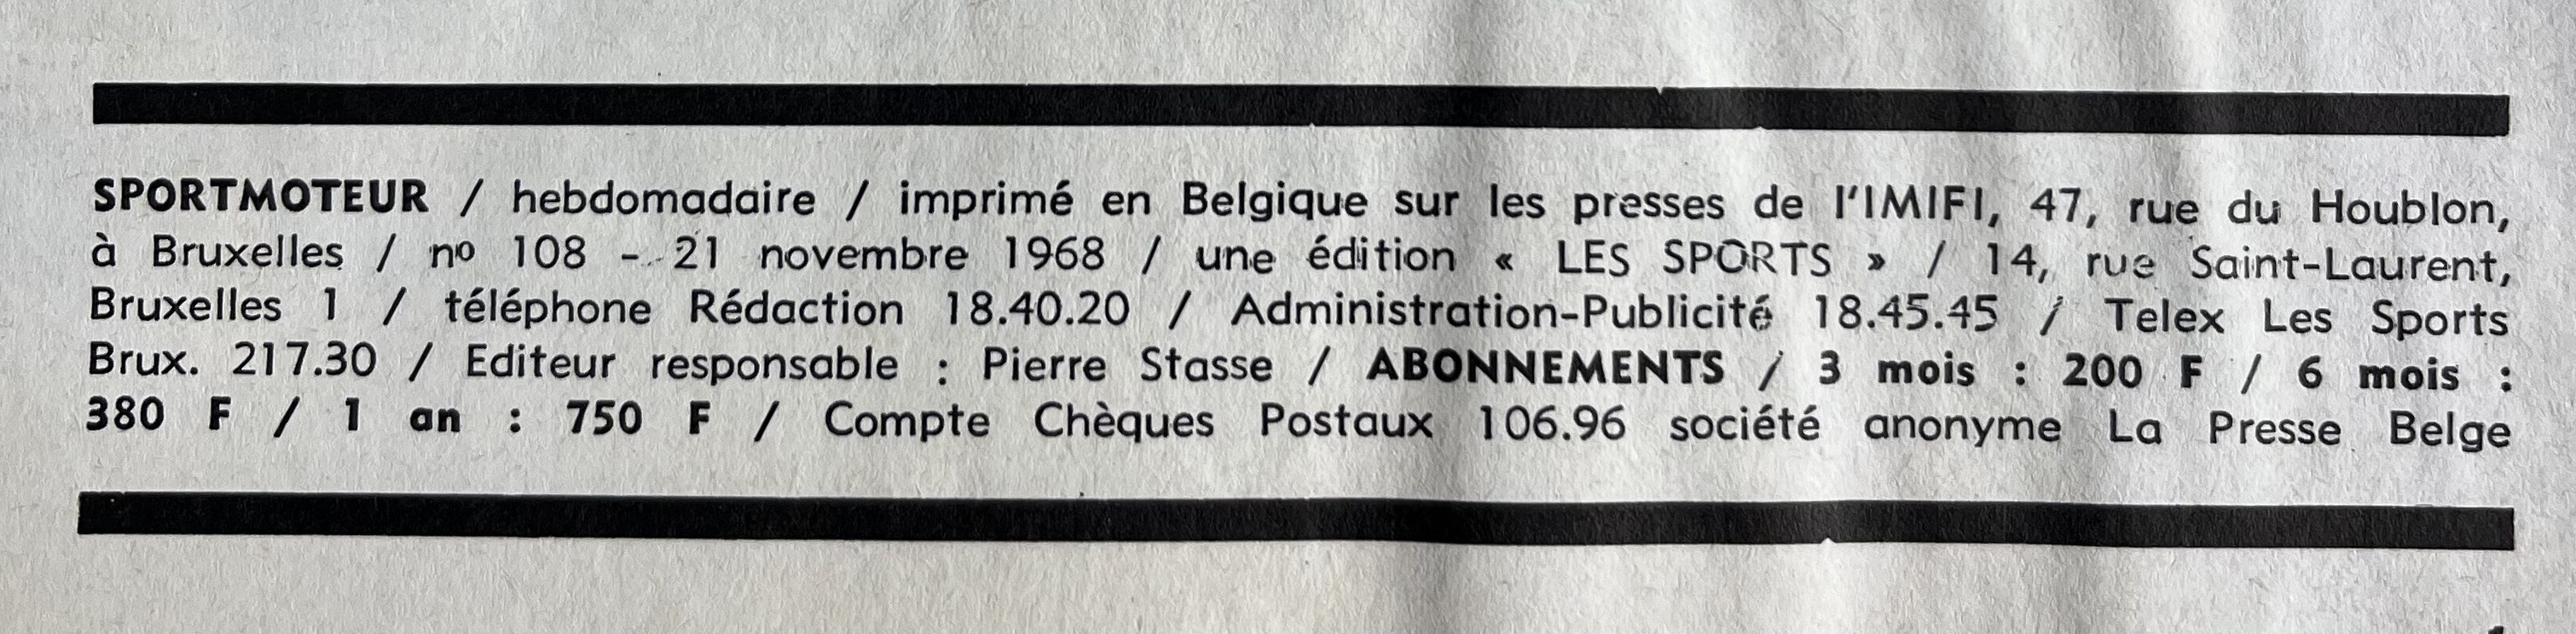 SPORTMOTEUR / hebdomadaire / imprimé en Belgique sur les presses de l'IMIFI, 47, rue du Houblon,
à Bruxelles / nº 108 - 21 novembre 1968 / une édition « LES SPORTS » / 14, rue Saint-Laurent,
Bruxelles 1 / téléphone Rédaction 18.40.20 / Administration-Publicité 18.45.45 / Telex Les Sports
Brux. 217.30 / Editeur responsable : Pierre Stasse / ABONNEMENTS / 3 mois : 200 F / 6 mois :
380 F / 1 an : 750 F / Compte Chèques Postaux 106.96 société anonyme La Presse Belge